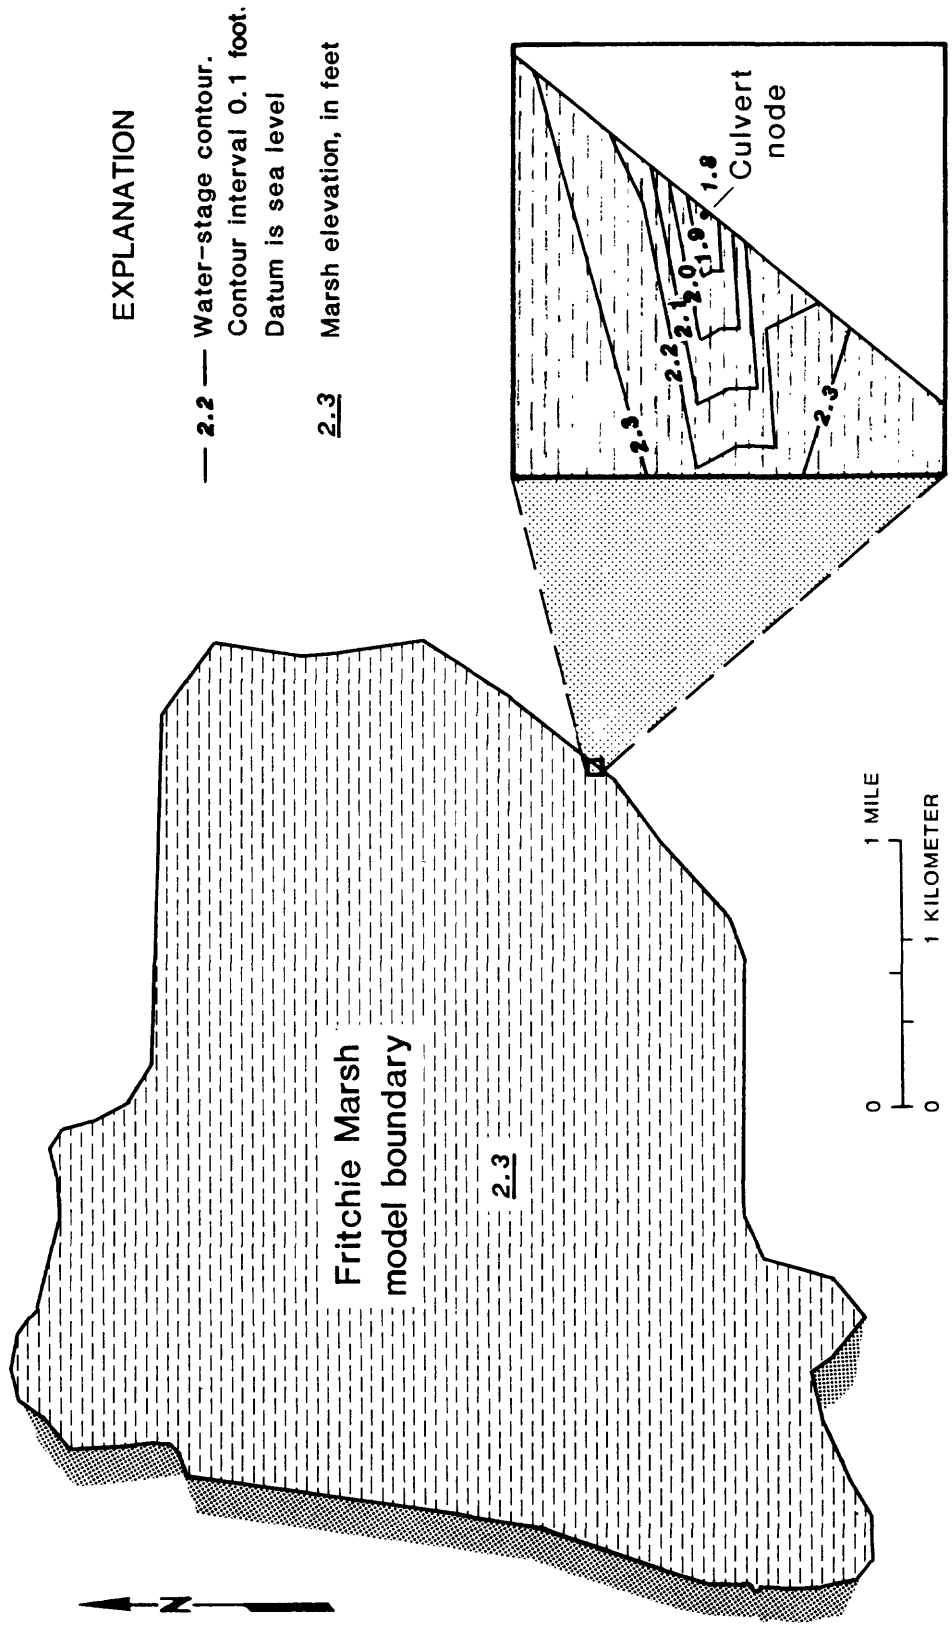 EXPLANATION
— 2.2 — Water-stage contour.
Contour interval 0.1 foot.
Datum is sea level
2.3 Marsh elevation, in feet
Fritchie Marsh
model boundary
2.3
N
2.3
2.2
2.1
2.0
1.9
1.8
Culvert
node
2.3
0 1 MILE
0 1 KILOMETER